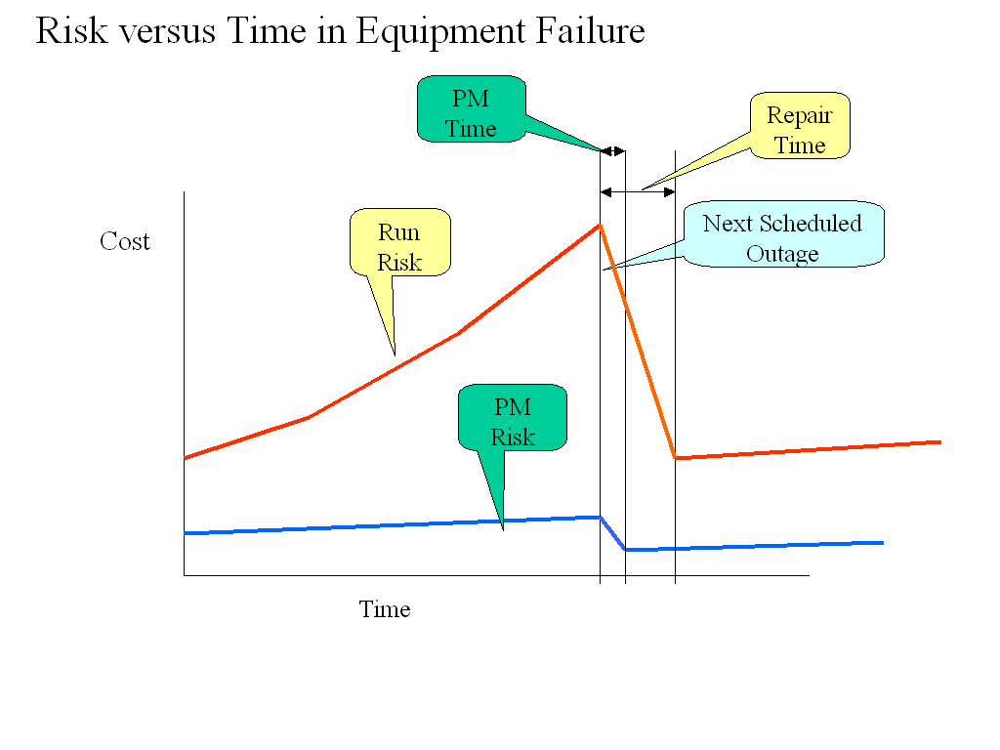 Risk versus Time in Equipment Failure
PM
Time
Repair
Time
Cost
Run
Risk
Next Scheduled
Outage
PM
Risk
Time